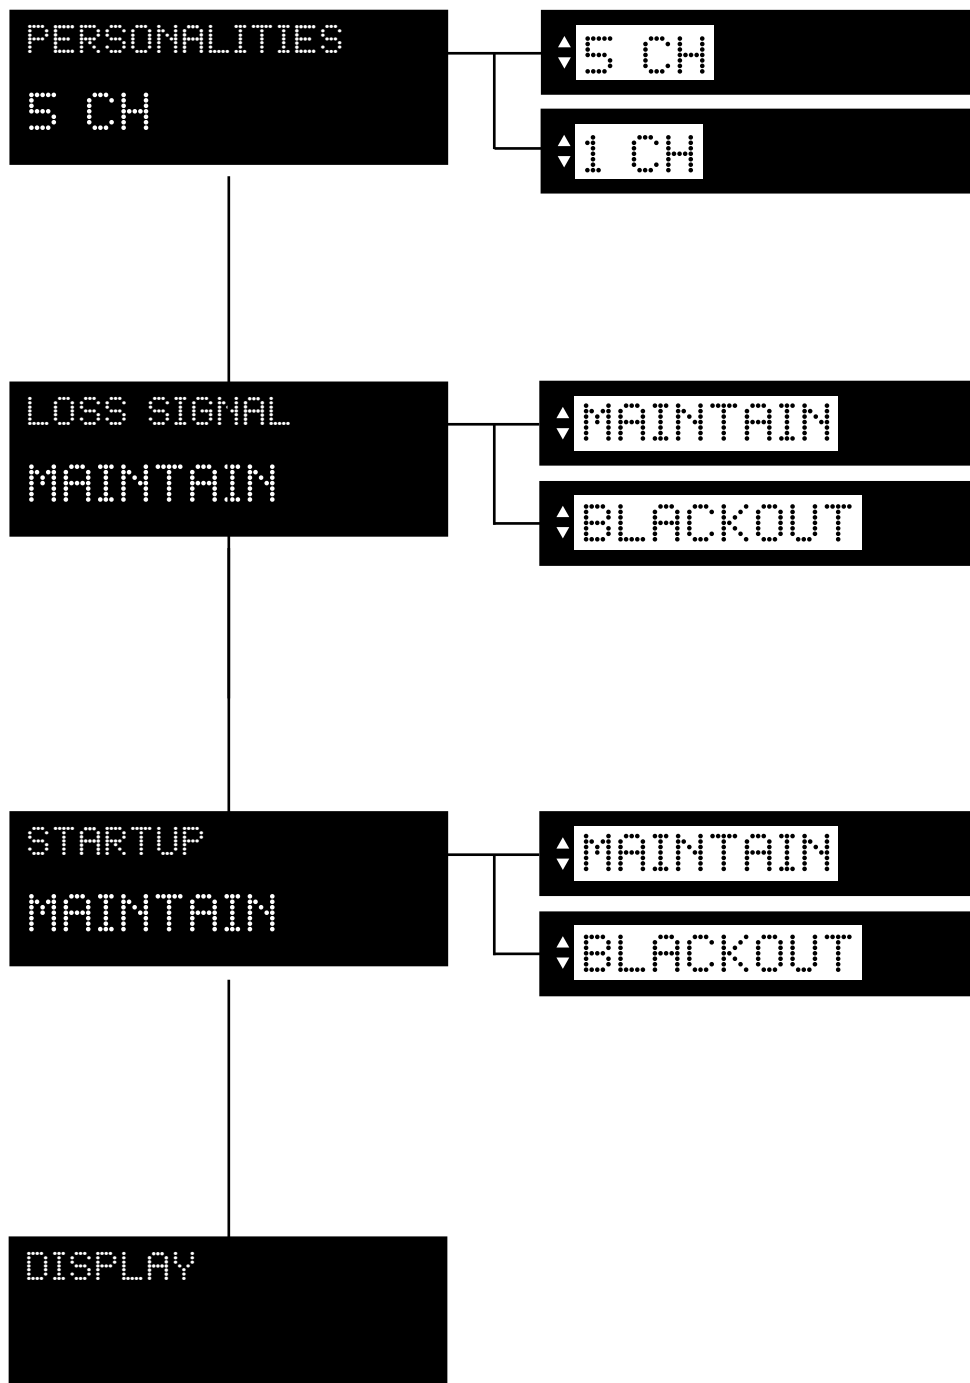 PERSONALITIES
5 CH
5 CH
1 CH
LOSS SIGNAL
MAINTAIN
MAINTAIN
BLACKOUT
STARTUP
MAINTAIN
MAINTAIN
BLACKOUT
DISPLAY